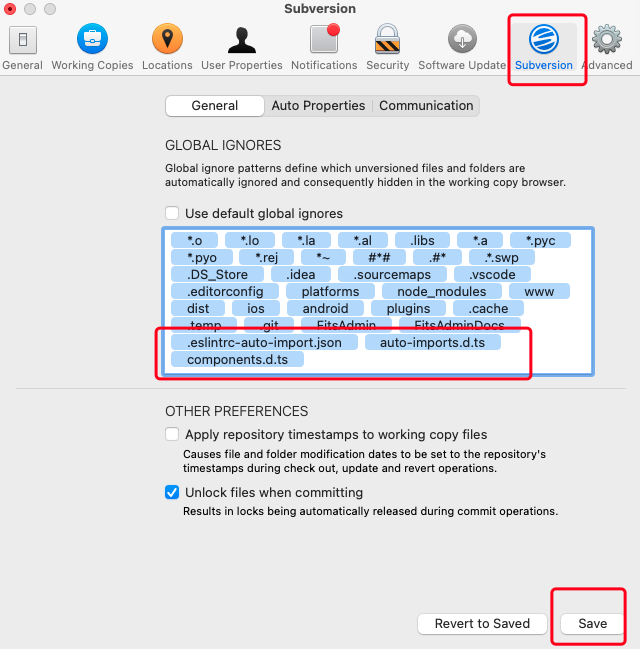 Subversion
General Working Copies Locations User Properties Notifications Security Software Update Subversion Advanced
General Auto Properties Communication
GLOBAL IGNORES
Global ignore patterns define which unversioned files and folders are
automatically ignored and consequently hidden in the working copy browser.
Use default global ignores
*.o *.lo *.la *.al .libs *.a *.pyc
*.pyo *.rej *~ #*# .#* .*.swp
.DS_Store .idea .sourcemaps .vscode
.editorconfig platforms node_modules www
dist ios android plugins .cache
.temp .git FitsAdmin FitsAdminDocs
.eslintrc-auto-import.json auto-imports.d.ts
components.d.ts
OTHER PREFERENCES
Apply repository timestamps to working copy files
Causes file and folder modification dates to be set to the repository's
timestamps during check out, update and revert operations.
Unlock files when committing
Results in locks being automatically released during commit operations.
Revert to Saved Save